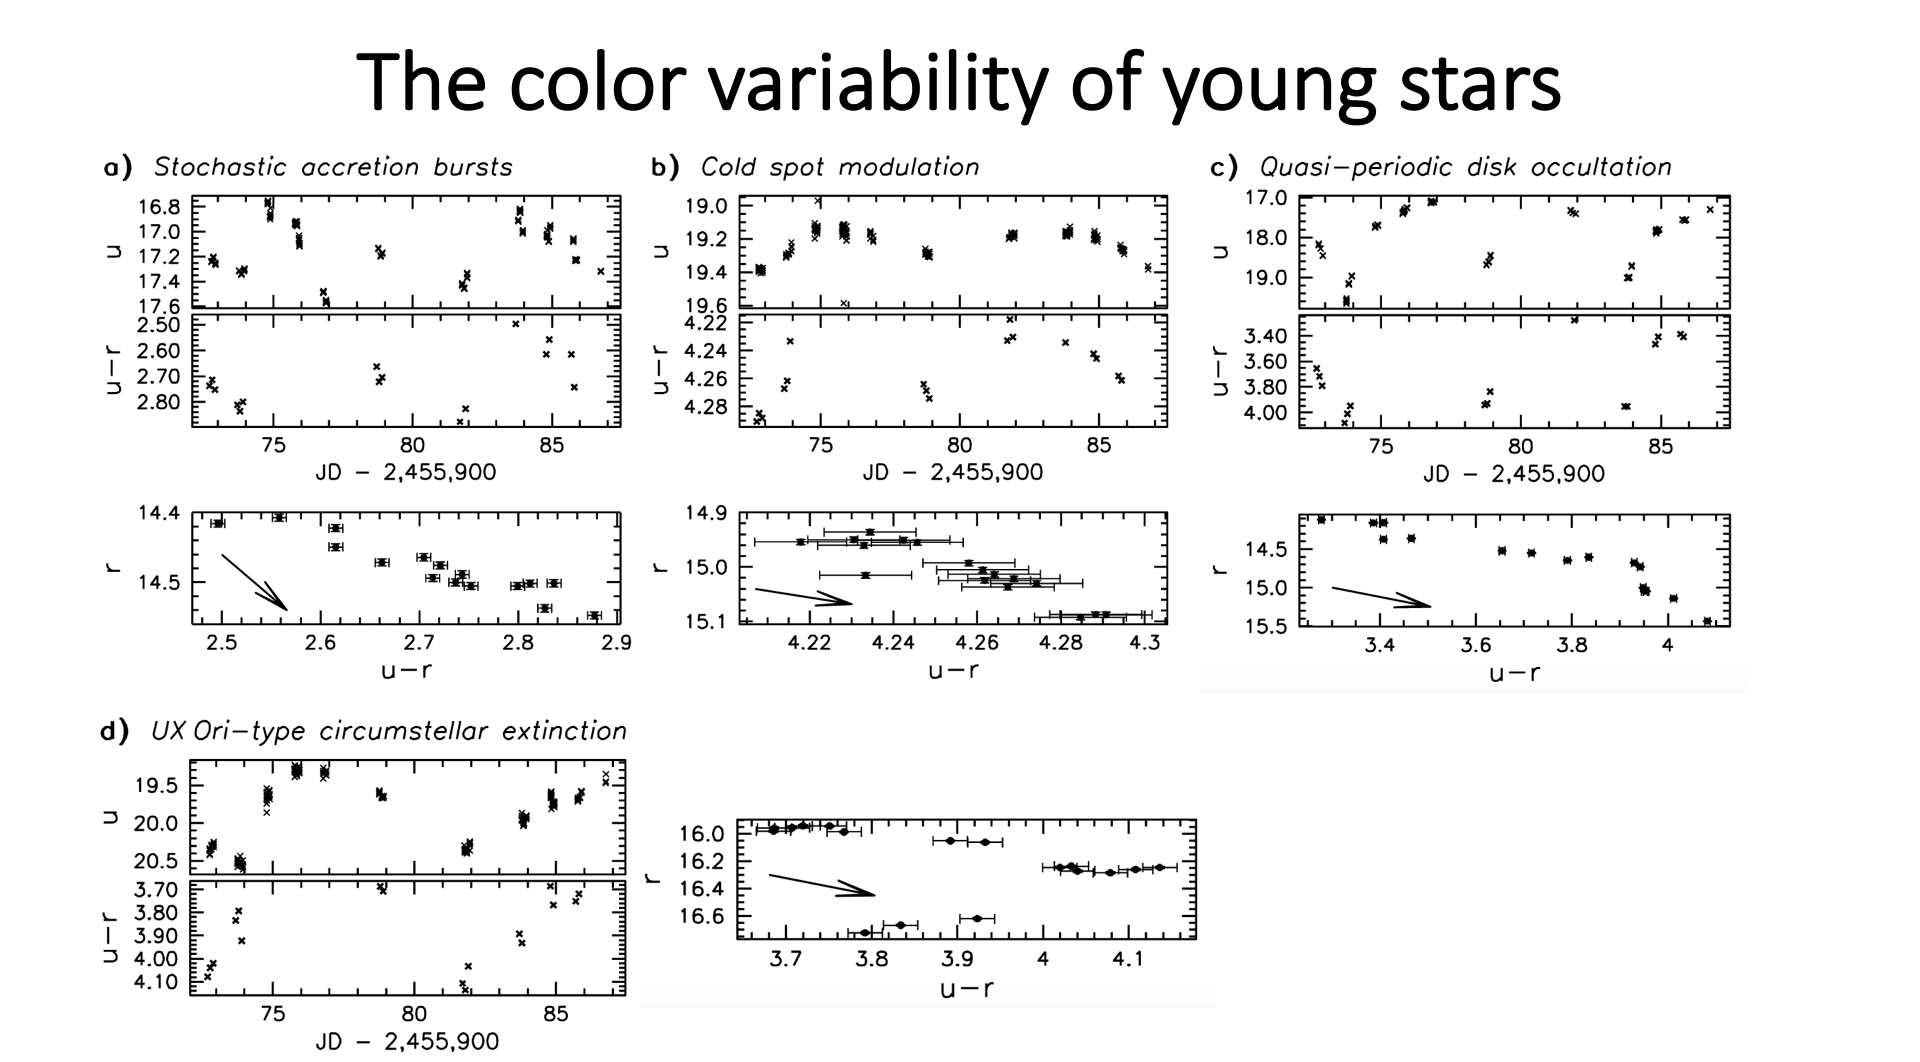 The color variability of young stars
a) Stochastic accretion bursts
16.8
17.0
17.2
17.4
17.6
u
2.50
2.60
2.70
2.80
u-r
75 80 85
JD - 2,455,900
14.4
14.5
r
2.5 2.6 2.7 2.8 2.9
u-r
b) Cold spot modulation
19.0
19.2
19.4
19.6
u
4.22
4.24
4.26
4.28
u-r
75 80 85
JD - 2,455,900
14.9
15.0
15.1
r
4.22 4.24 4.26 4.28 4.3
u-r
c) Quasi-periodic disk occultation
17.0
18.0
19.0
u
3.40
3.60
3.80
4.00
u-r
75 80 85
JD - 2,455,900
14.5
15.0
15.5
r
3.4 3.6 3.8 4
u-r
d) UX Ori-type circumstellar extinction
19.5
20.0
20.5
u
3.70
3.80
3.90
4.00
4.10
u-r
75 80 85
JD - 2,455,900
16.0
16.2
16.4
16.6
r
3.7 3.8 3.9 4 4.1
u-r